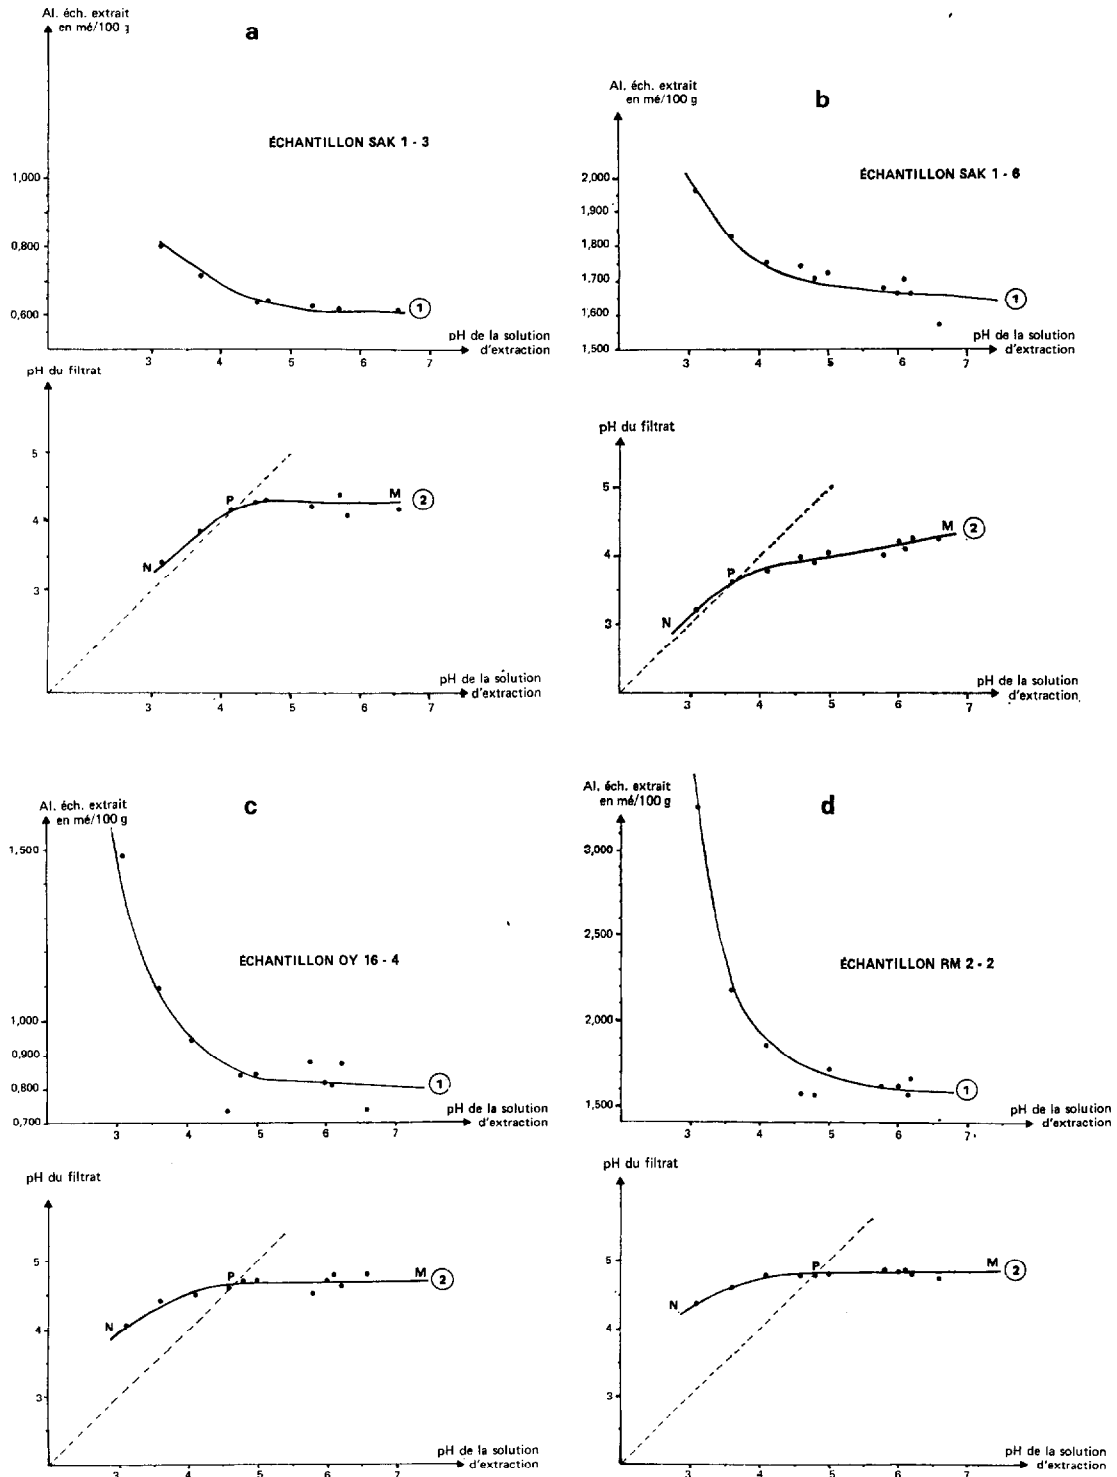 Al. éch. extrait
en mé/100 g
a
ÉCHANTILLON SAK 1 - 3
1,000
0,800
0,600
1
pH de la solution
d'extraction
3 4 5 6 7
pH du filtrat
5
4
3
P
M
2
N
pH de la solution
d'extraction
3 4 5 6 7
Al. éch. extrait
en mé/100 g
b
ÉCHANTILLON SAK 1 - 6
2,000
1,900
1,800
1,700
1,600
1,500
1
pH de la solution
d'extraction
3 4 5 6 7
pH du filtrat
5
4
3
M
2
P
N
pH de la solution
d'extraction
3 4 5 6 7
Al. éch. extrait
en mé/100 g
c
1,500
ÉCHANTILLON OY 16 - 4
1,000
0,900
0,800
0,700
1
pH de la solution
d'extraction
3 4 5 6 7
pH du filtrat
5
4
3
P
M
2
N
pH de la solution
d'extraction
3 4 5 6 7
Al. éch. extrait
en mé/100 g
d
3,000
2,500
ÉCHANTILLON RM 2 - 2
2,000
1,500
1
pH de la solution
d'extraction
3 4 5 6 7
pH du filtrat
5
4
3
P
M
2
N
pH de la solution
d'extraction
3 4 5 6 7